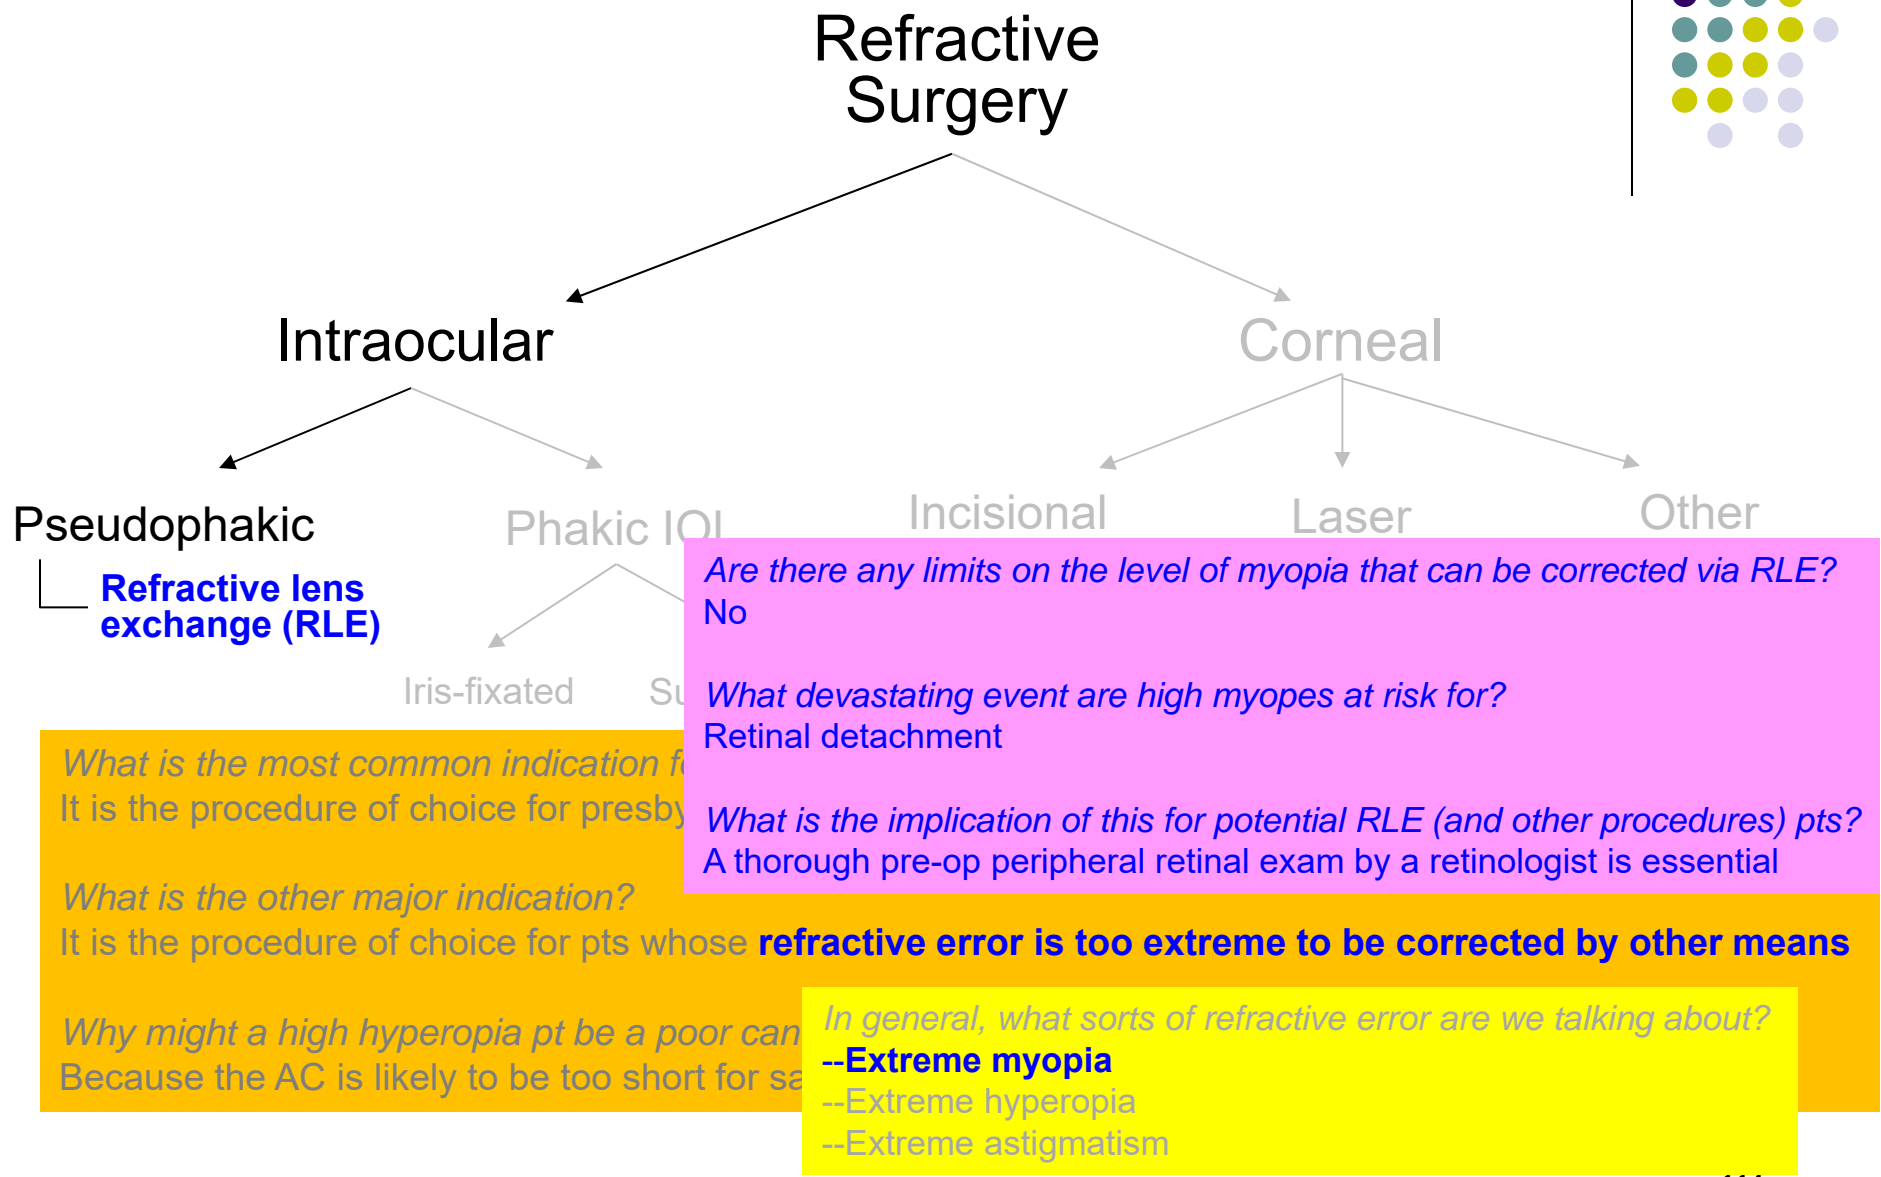 Refractive
Surgery
Intraocular
Corneal
Pseudophakic
Phakic IOL
Incisional
Laser
Other
Refractive lens
exchange (RLE)
Iris-fixated
Are there any limits on the level of myopia that can be corrected via RLE?
No
What devastating event are high myopes at risk for?
Retinal detachment
What is the implication of this for potential RLE (and other procedures) pts?
A thorough pre-op peripheral retinal exam by a retinologist is essential
What is the most common indication
It is the procedure of choice for
What is the other major indication?
It is the procedure of choice for pts whose refractive error is too extreme to be corrected by other means
Why might a high hyperopia pt be a poor
Because the AC is likely to be too short for
In general, what sorts of refractive error are we talking about?
--Extreme myopia
--Extreme hyperopia
--Extreme astigmatism